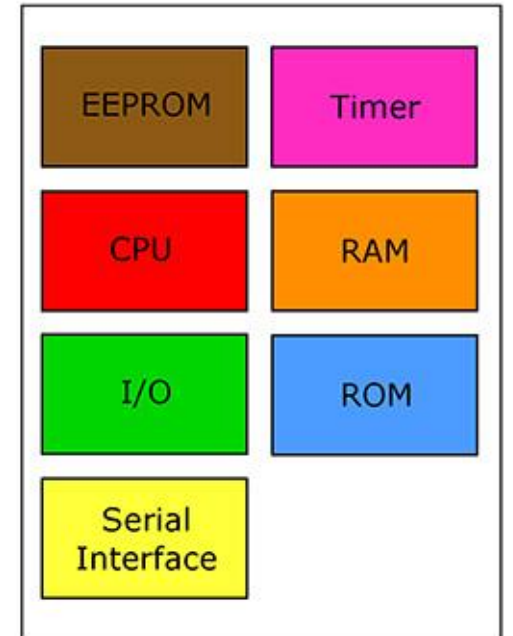 EEPROM
Timer
CPU
RAM
I/O
ROM
Serial
Interface